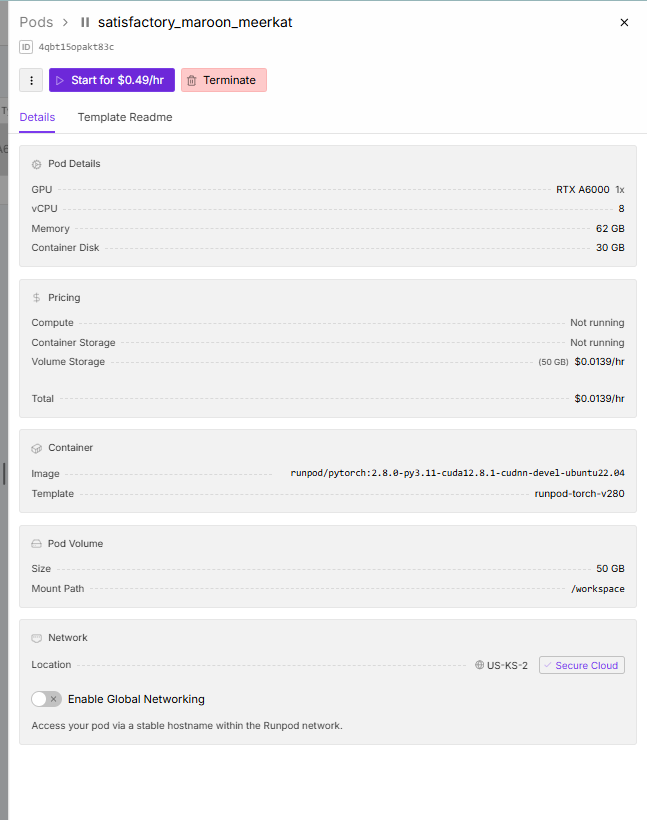 Pods > satisfactory_maroon_meerkat
ID 4qbt15opakt83c
Start for $0.49/hr Terminate
Details Template Readme
Pod Details
GPU RTX A6000 1x
vCPU 8
Memory 62 GB
Container Disk 30 GB
Pricing
Compute Not running
Container Storage Not running
Volume Storage (50 GB) $0.0139/hr
Total $0.0139/hr
Container
Image runpod/pytorch:2.8.0-py3.11-cuda12.8.1-cudnn-devel-ubuntu22.04
Template runpod-torch-v280
Pod Volume
Size 50 GB
Mount Path /workspace
Network
Location US-KS-2 Secure Cloud
Enable Global Networking
Access your pod via a stable hostname within the Runpod network.